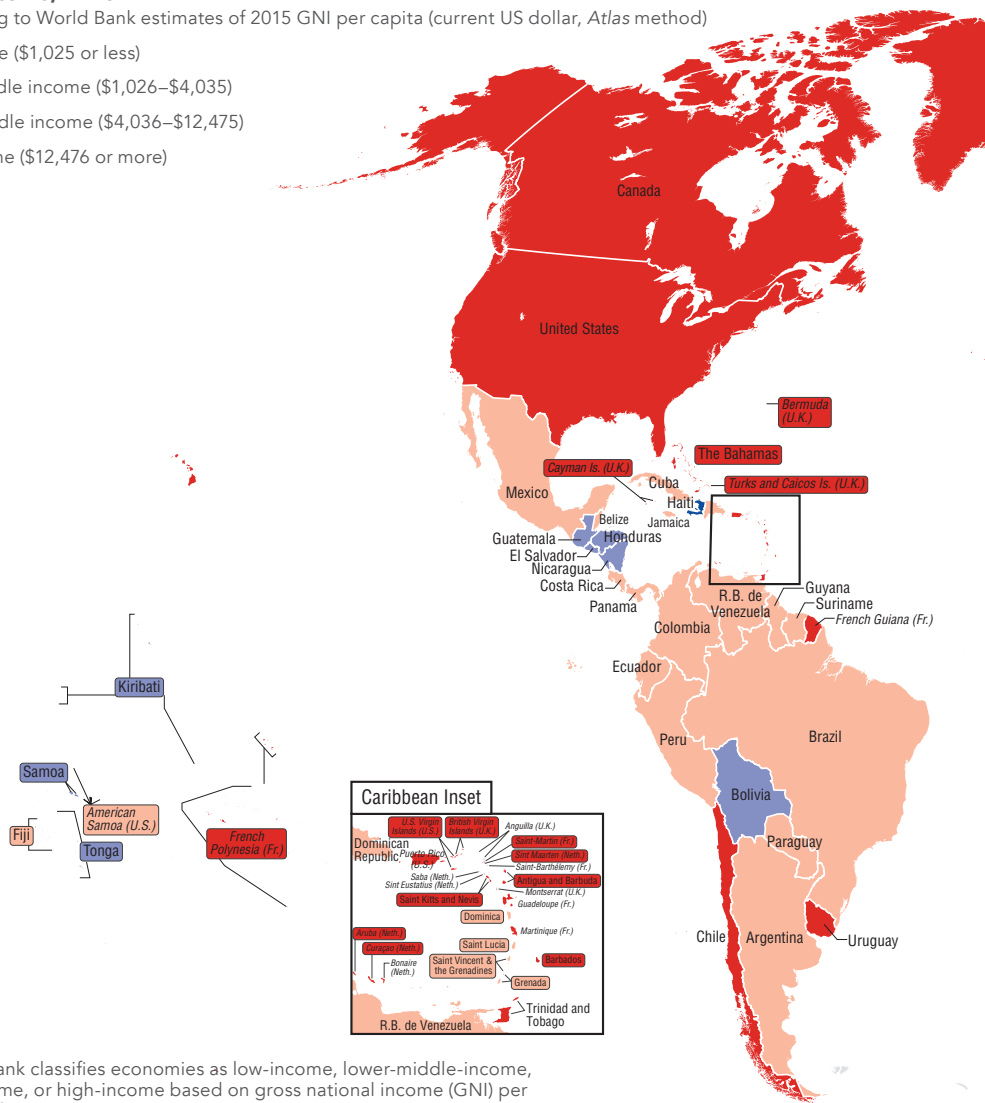 g to World Bank estimates of 2015 GNI per capita (current US dollar, Atlas method)
e ($1,025 or less)
dle income ($1,026–$4,035)
dle income ($4,036–$12,475)
ne ($12,476 or more)
Canada
United States
Bermuda
(U.K.)
The Bahamas
Cayman Is. (U.K.)
Cuba
Turks and Caicos Is. (U.K.)
Mexico
Haiti
Belize
Jamaica
Guatemala
Honduras
El Salvador
Nicaragua
Costa Rica
Panama
R.B. de
Venezuela
Guyana
Suriname
French Guiana (Fr.)
Colombia
Ecuador
Kiribati
Peru
Brazil
Samoa
Bolivia
American
Samoa (U.S.)
Fiji
Tonga
French
Polynesia (Fr.)
Paraguay
Chile
Argentina
Uruguay
Caribbean Inset
U.S. Virgin
Islands (U.S.)
British Virgin
Islands (U.K.)
Anguilla (U.K.)
Dominican
Republic
Puerto Rico
(U.S.)
Saint-Martin (Fr.)
Sint Maarten (Neth.)
Saint-Barthélemy (Fr.)
Saba (Neth.)
Sint Eustatius (Neth.)
Antigua and Barbuda
Montserrat (U.K.)
Saint Kitts and Nevis
Guadeloupe (Fr.)
Dominica
Martinique (Fr.)
Aruba (Neth.)
Curaçao (Neth.)
Saint Lucia
Bonaire
(Neth.)
Saint Vincent &
the Grenadines
Barbados
Grenada
Trinidad and
Tobago
R.B. de Venezuela
ank classifies economies as low-income, lower-middle-income,
me, or high-income based on gross national income (GNI) per